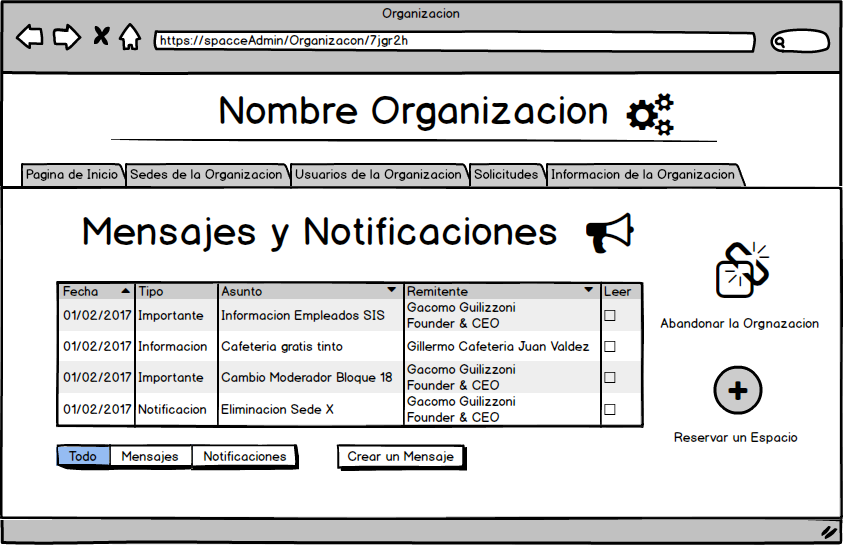 Organizacion
https://spacceAdmin/Organizacon/7jgr2h
Nombre Organizacion
Pagina de Inicio Sedes de la Organizacion Usuarios de la Organizacion Solicitudes Informacion de la Organizacion
Mensajes y Notificaciones
Fecha Tipo Asunto Remitente Leer
01/02/2017 Importante Informacion Empleados SIS Gacomo Guilizzoni
Founder & CEO
01/02/2017 Informacion Cafeteria gratis tinto Gillermo Cafeteria Juan Valdez
01/02/2017 Importante Cambio Moderador Bloque 18 Gacomo Guilizzoni
Founder & CEO
01/02/2017 Notificacion Eliminacion Sede X Gacomo Guilizzoni
Founder & CEO
Todo Mensajes Notificaciones Crear un Mensaje
Abandonar la Orgnazacion
Reservar un Espacio